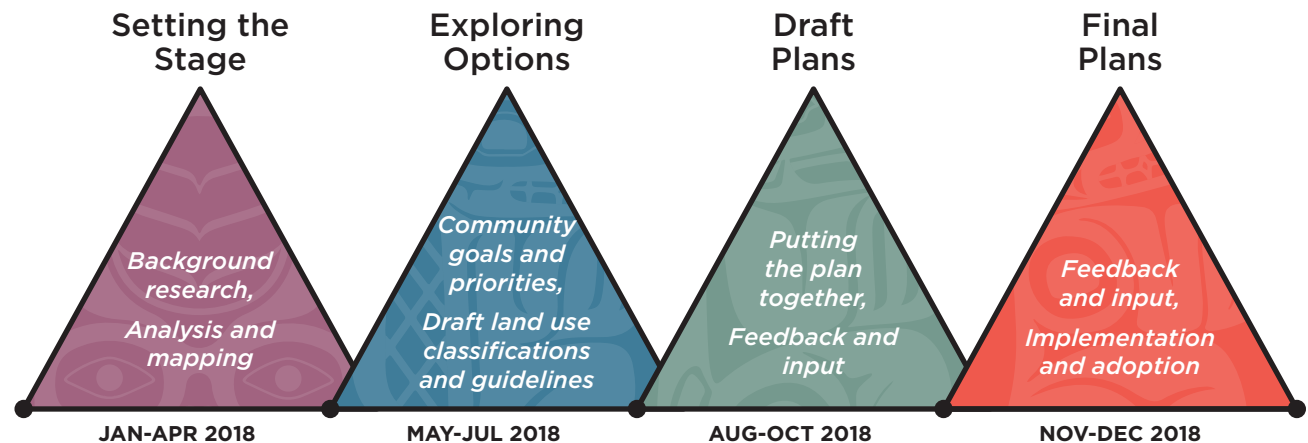 Setting the
Stage
Background
research,
Analysis and
mapping
JAN-APR 2018
Exploring
Options
Community
goals and
priorities,
Draft land use
classifications
and guidelines
MAY-JUL 2018
Draft
Plans
Putting
the plan
together,
Feedback and
input
AUG-OCT 2018
Final
Plans
Feedback
and input,
Implementation
and adoption
NOV-DEC 2018